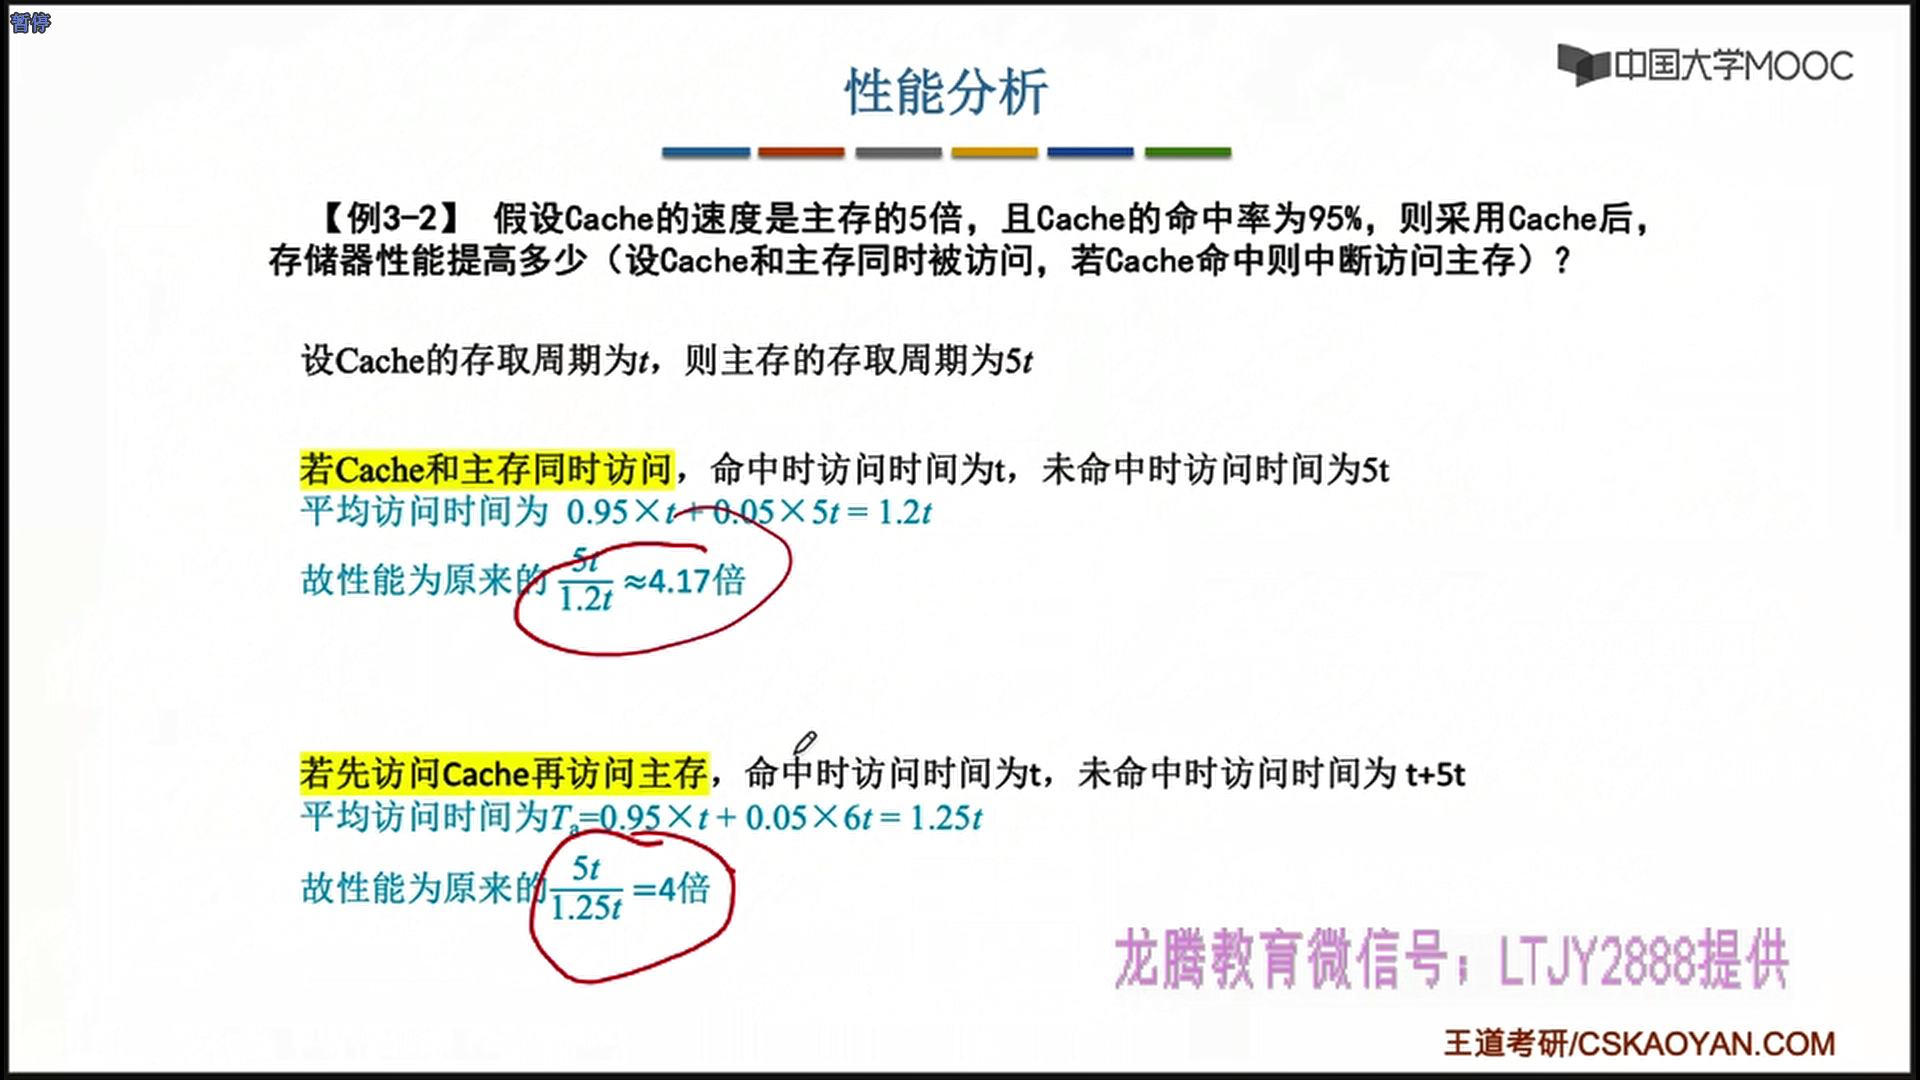 暂停
中国大学MOOC
性能分析
【例3-2】 假设Cache的速度是主存的5倍，且Cache的命中率为95%，则采用Cache后，
存储器性能提高多少（设Cache和主存同时被访问，若Cache命中则中断访问主存）？
设Cache的存取周期为t，则主存的存取周期为5t
若Cache和主存同时访问，命中时访问时间为t，未命中时访问时间为5t
平均访问时间为 0.95×t + 0.05×5t = 1.2t
故性能为原来的 5t/1.2t ≈4.17倍
若先访问Cache再访问主存，命中时访问时间为t，未命中时访问时间为 t+5t
平均访问时间为Ta=0.95×t + 0.05×6t = 1.25t
故性能为原来的5t/1.25t =4倍
龙腾教育微信号；LTJY2888提供
王道考研/CSKAOYAN.COM